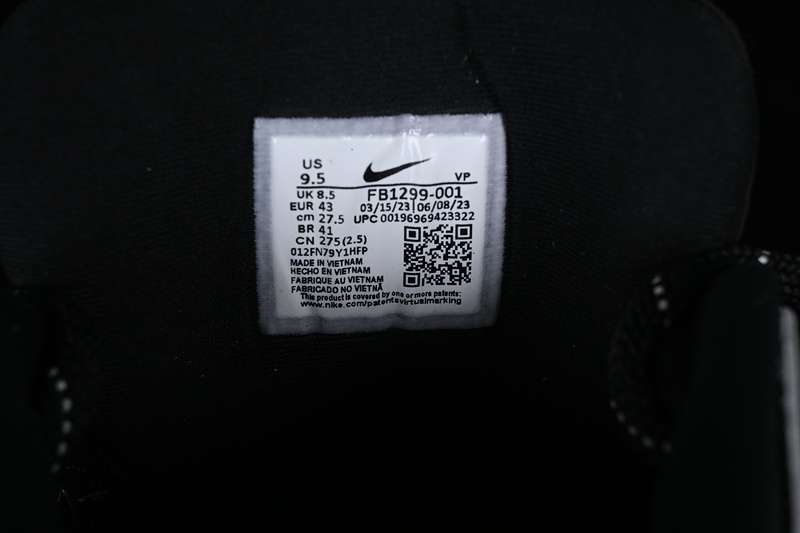 US
9.5
VP
UK 8.5
FB1299-001
EUR 43
03/15/23 | 06/08/23
cm 27.5
UPC 00196969423322
BR 41
CN 275(2.5)
012FN79Y1HFP
MADE IN VIETNAM
HECHO EN VIETNAM
FABRIQUE AU VIETNAM
FABRICADO NO VIETNÃ
This product is covered by one or more patents:
www.nike.com/patentsvirtualmarking